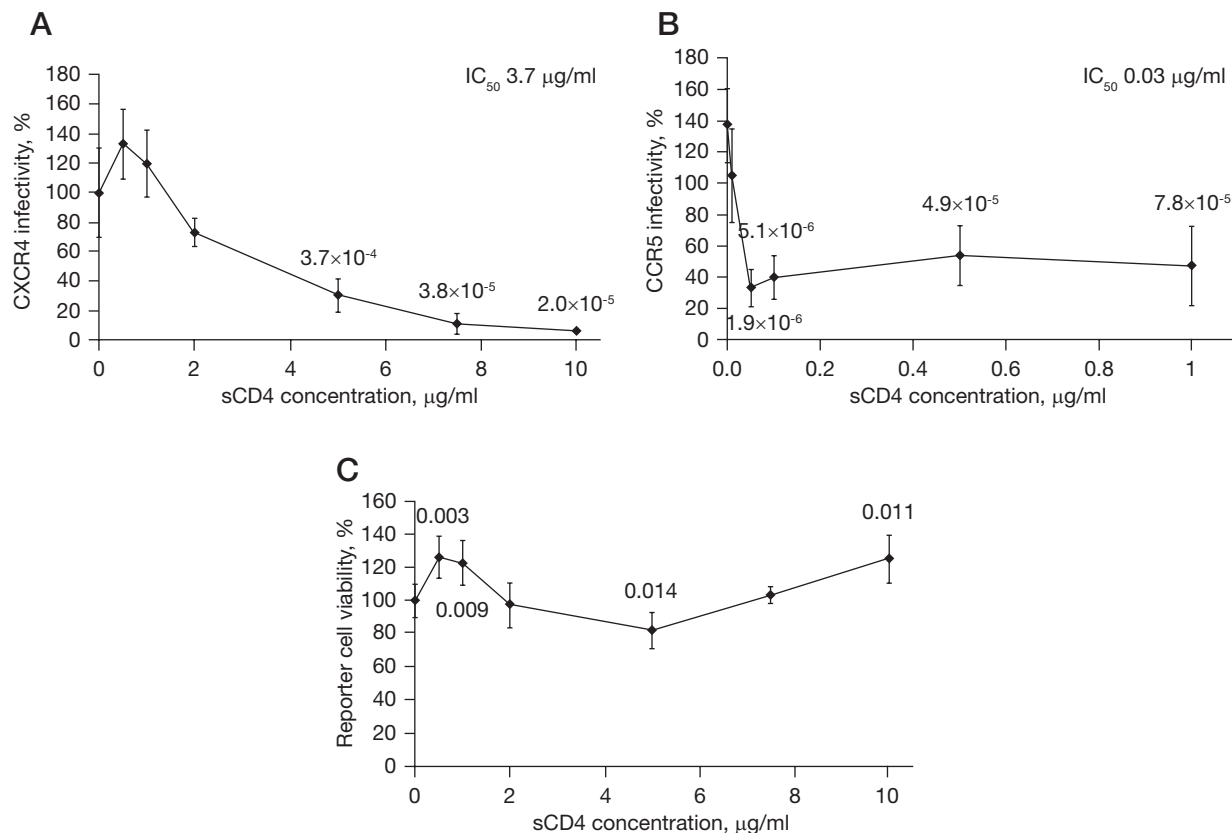 A
IC50 3.7 μg/ml
CXCR4 infectivity, %
180
160
140
120
100
80
60
40
20
0
3.7×10-4
3.8×10-5
2.0×10-5
0 2 4 6 8 10
sCD4 concentration, μg/ml
B
IC50 0.03 μg/ml
CCR5 infectivity, %
180
160
140
120
100
80
60
40
20
0
5.1×10-6
1.9×10-6
4.9×10-5
7.8×10-5
0.0 0.2 0.4 0.6 0.8 1
sCD4 concentration, μg/ml
C
Reporter cell viability, %
160
140
120
100
80
60
40
20
0
0.003
0.009
0.014
0.011
0 2 4 6 8 10
sCD4 concentration, μg/ml